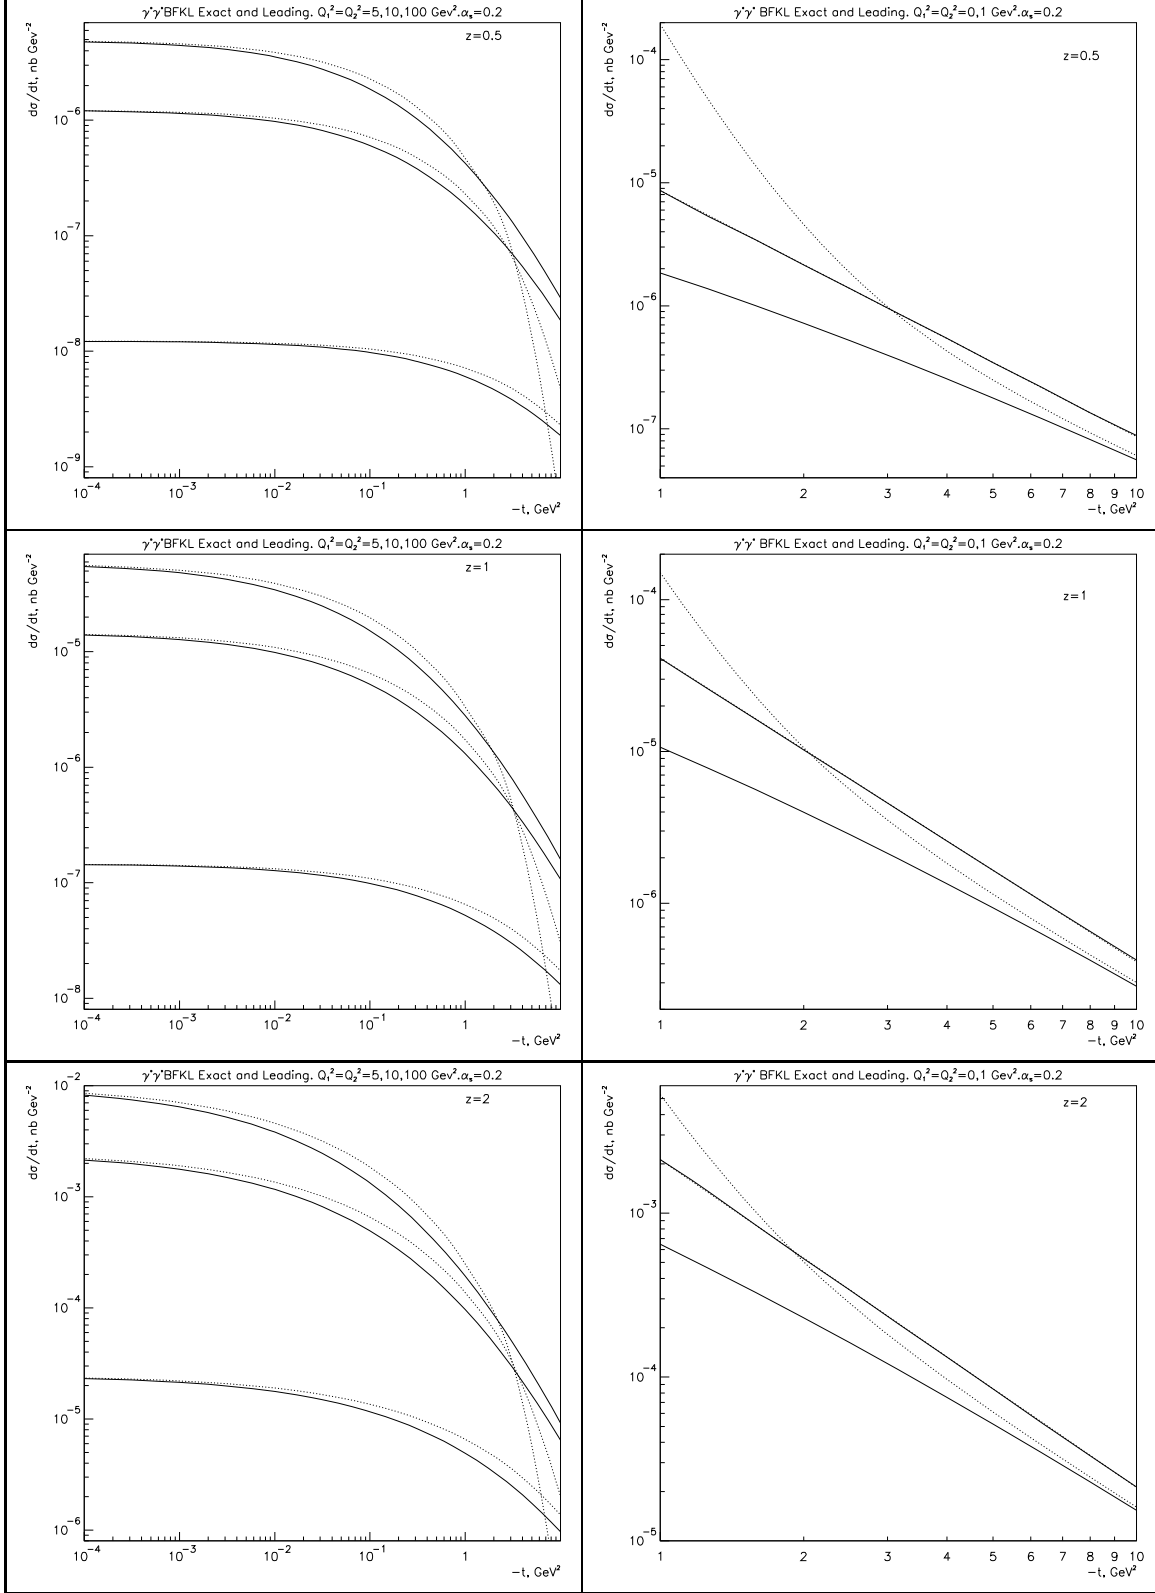 γ*γ*BFKL Exact and Leading. Q₁²=Q₂²=5,10,100 Gev².αₛ=0.2
dσ/dt, nb Gev⁻²
z=0.5
10⁻⁶
10⁻⁷
10⁻⁸
10⁻⁹
10⁻⁴ 10⁻³ 10⁻² 10⁻¹ 1
−t, GeV²
γ*γ* BFKL Exact and Leading. Q₁²=Q₂²=0,1 Gev².αₛ=0.2
dσ/dt, nb Gev⁻²
z=0.5
10⁻⁴
10⁻⁵
10⁻⁶
10⁻⁷
1 2 3 4 5 6 7 8 9 10
−t, GeV²
γ*γ*BFKL Exact and Leading. Q₁²=Q₂²=5,10,100 Gev².αₛ=0.2
dσ/dt, nb Gev⁻²
z=1
10⁻⁵
10⁻⁶
10⁻⁷
10⁻⁸
10⁻⁴ 10⁻³ 10⁻² 10⁻¹ 1
−t, GeV²
γ*γ* BFKL Exact and Leading. Q₁²=Q₂²=0,1 Gev².αₛ=0.2
dσ/dt, nb Gev⁻²
z=1
10⁻⁴
10⁻⁵
10⁻⁶
1 2 3 4 5 6 7 8 9 10
−t, GeV²
γ*γ*BFKL Exact and Leading. Q₁²=Q₂²=5,10,100 Gev².αₛ=0.2
dσ/dt, nb Gev⁻²
z=2
10⁻²
10⁻³
10⁻⁴
10⁻⁵
10⁻⁶
10⁻⁴ 10⁻³ 10⁻² 10⁻¹ 1
−t, GeV²
γ*γ* BFKL Exact and Leading. Q₁²=Q₂²=0,1 Gev².αₛ=0.2
dσ/dt, nb Gev⁻²
z=2
10⁻³
10⁻⁴
10⁻⁵
1 2 3 4 5 6 7 8 9 10
−t, GeV²